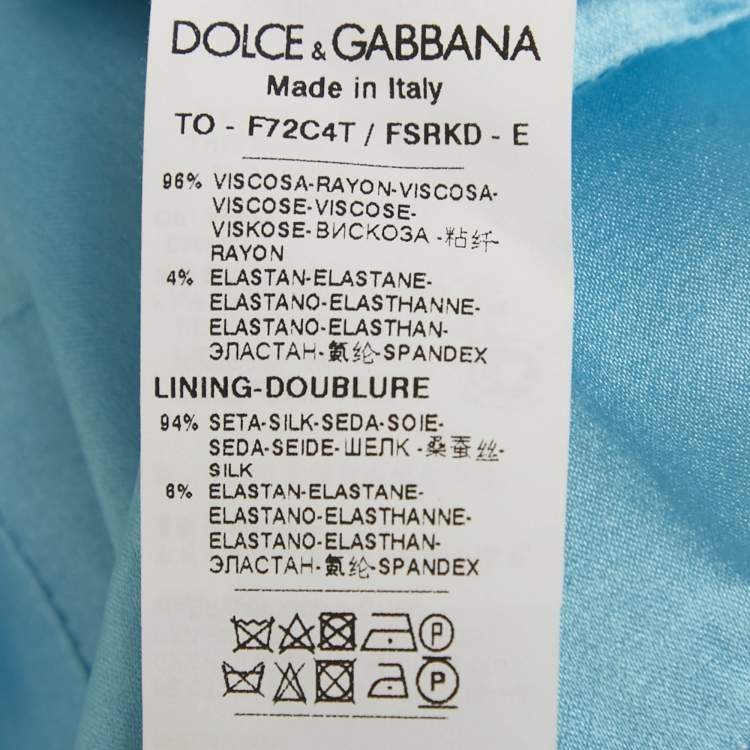 DOLCE & GABBANA
Made in Italy
TO - F72C4T / FSRKD - E
96% VISCOSA-RAYON-VISCOSA-
VISCOSE-VISCOSE-
VISKOSE-ВИСКОЗА -粘纤-
RAYON
4% ELASTAN-ELASTANE-
ELASTANO-ELASTHANNE-
ELASTANO-ELASTHAN-
ЭЛАСТАН-氨纶-SPANDEX
LINING-DOUBLURE
94% SETA-SILK-SEDA-SOIE-
SEDA-SEIDE-ШЕЛК -桑蚕丝-
SILK
6% ELASTAN-ELASTANE-
ELASTANO-ELASTHANNE-
ELASTANO-ELASTHAN-
ЭЛАСТАН-氨纶-SPANDEX
P
P